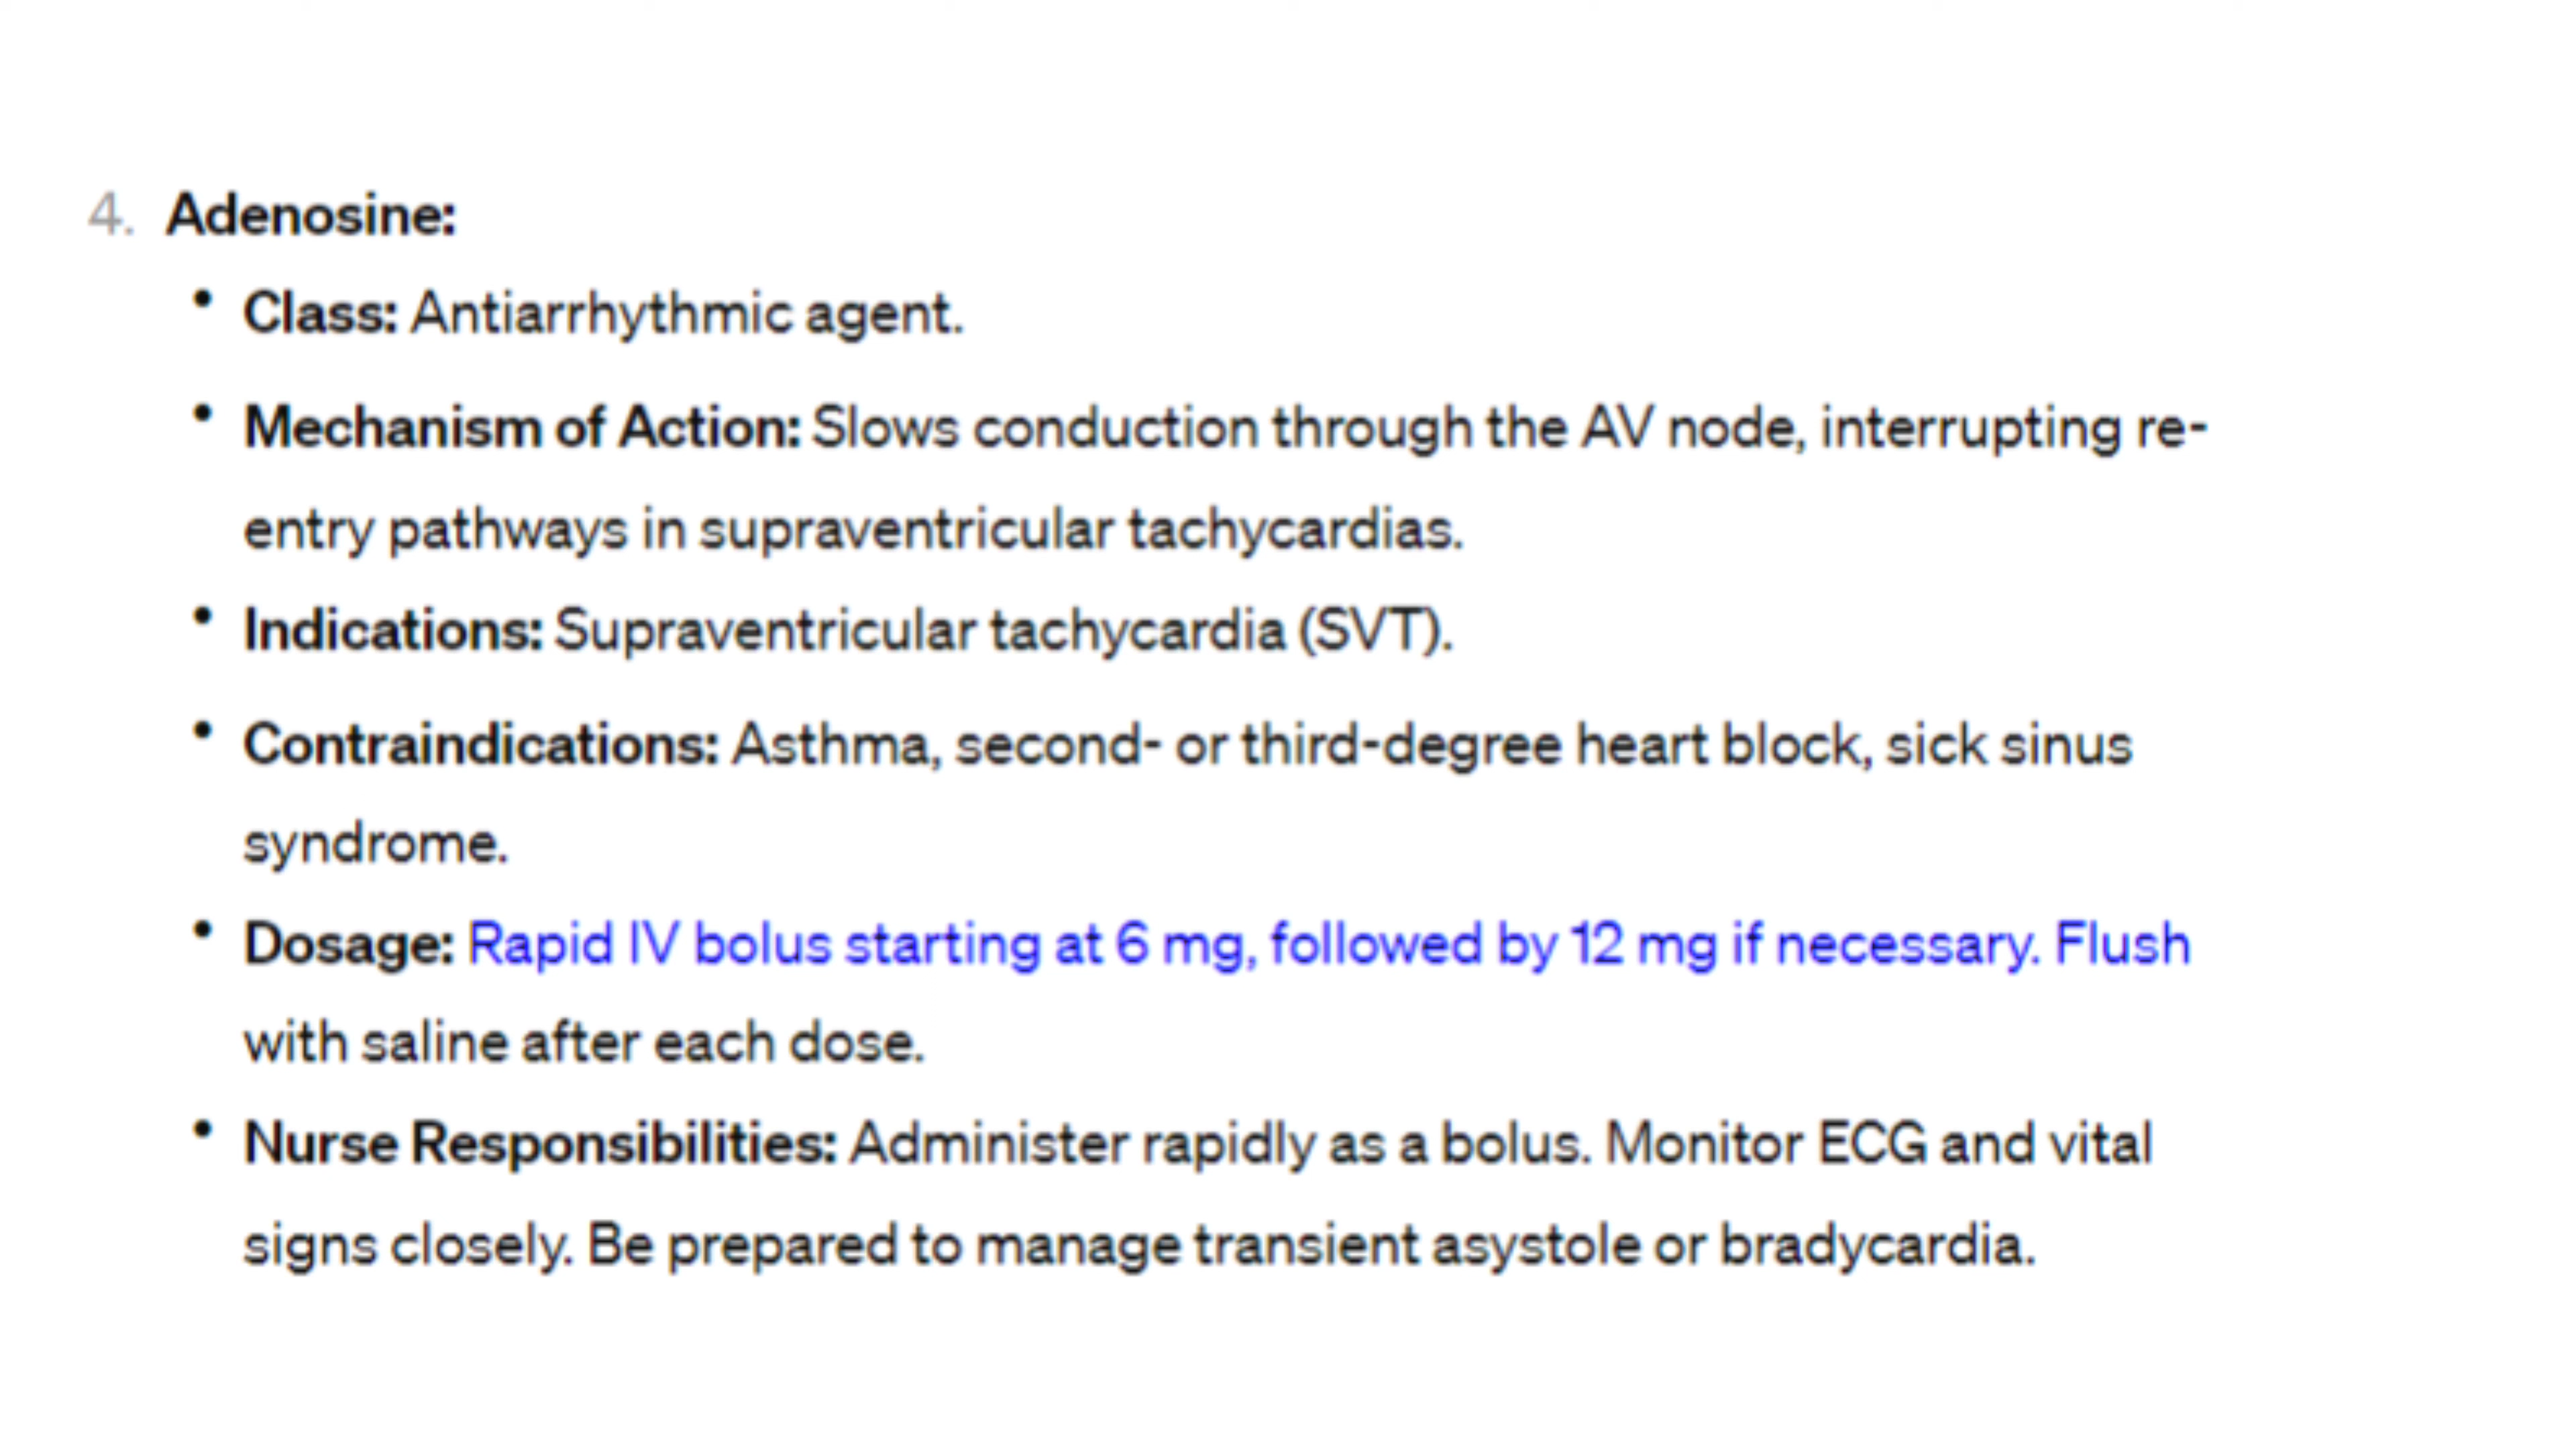 4. Adenosine:
• Class: Antiarrhythmic agent.
• Mechanism of Action: Slows conduction through the AV node, interrupting re-
entry pathways in supraventricular tachycardias.
• Indications: Supraventricular tachycardia (SVT).
• Contraindications: Asthma, second- or third-degree heart block, sick sinus
syndrome.
• Dosage: Rapid IV bolus starting at 6 mg, followed by 12 mg if necessary. Flush
with saline after each dose.
• Nurse Responsibilities: Administer rapidly as a bolus. Monitor ECG and vital
signs closely. Be prepared to manage transient asystole or bradycardia.